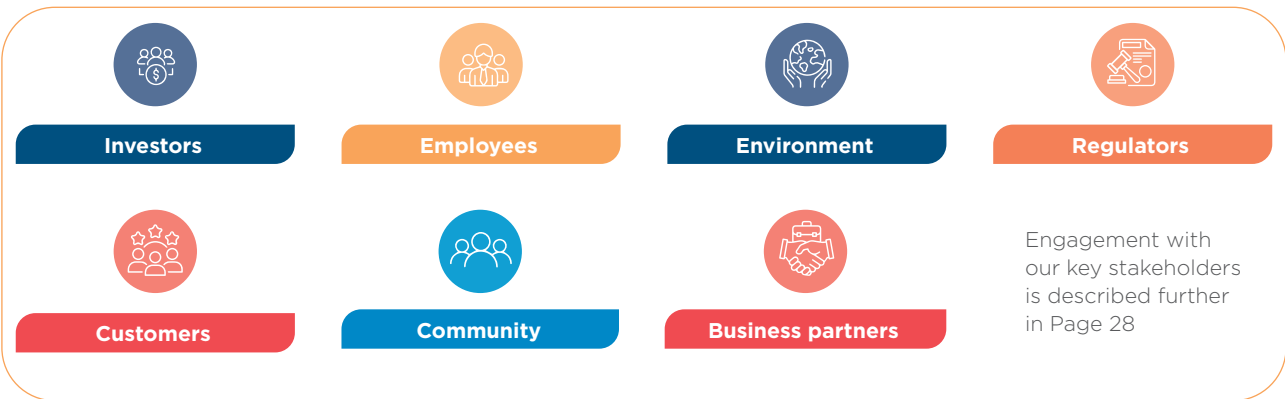 Investors
Employees
Environment
Regulators
Customers
Community
Business partners
Engagement with
our key stakeholders
is described further
in Page 28